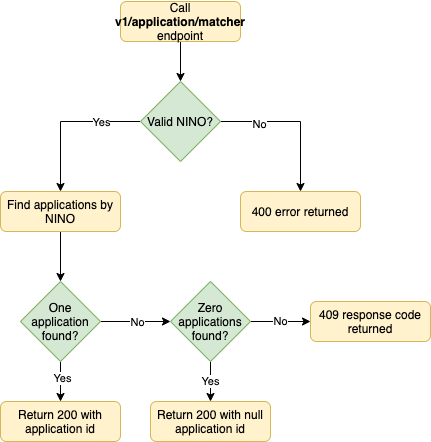 Call
v1/application/matcher
endpoint
Valid NINO?
Yes
No
Find applications by
NINO
400 error returned
One
application
found?
No
Zero
applications
found?
No
409 response code
returned
Yes
Yes
Return 200 with
application id
Return 200 with null
application id